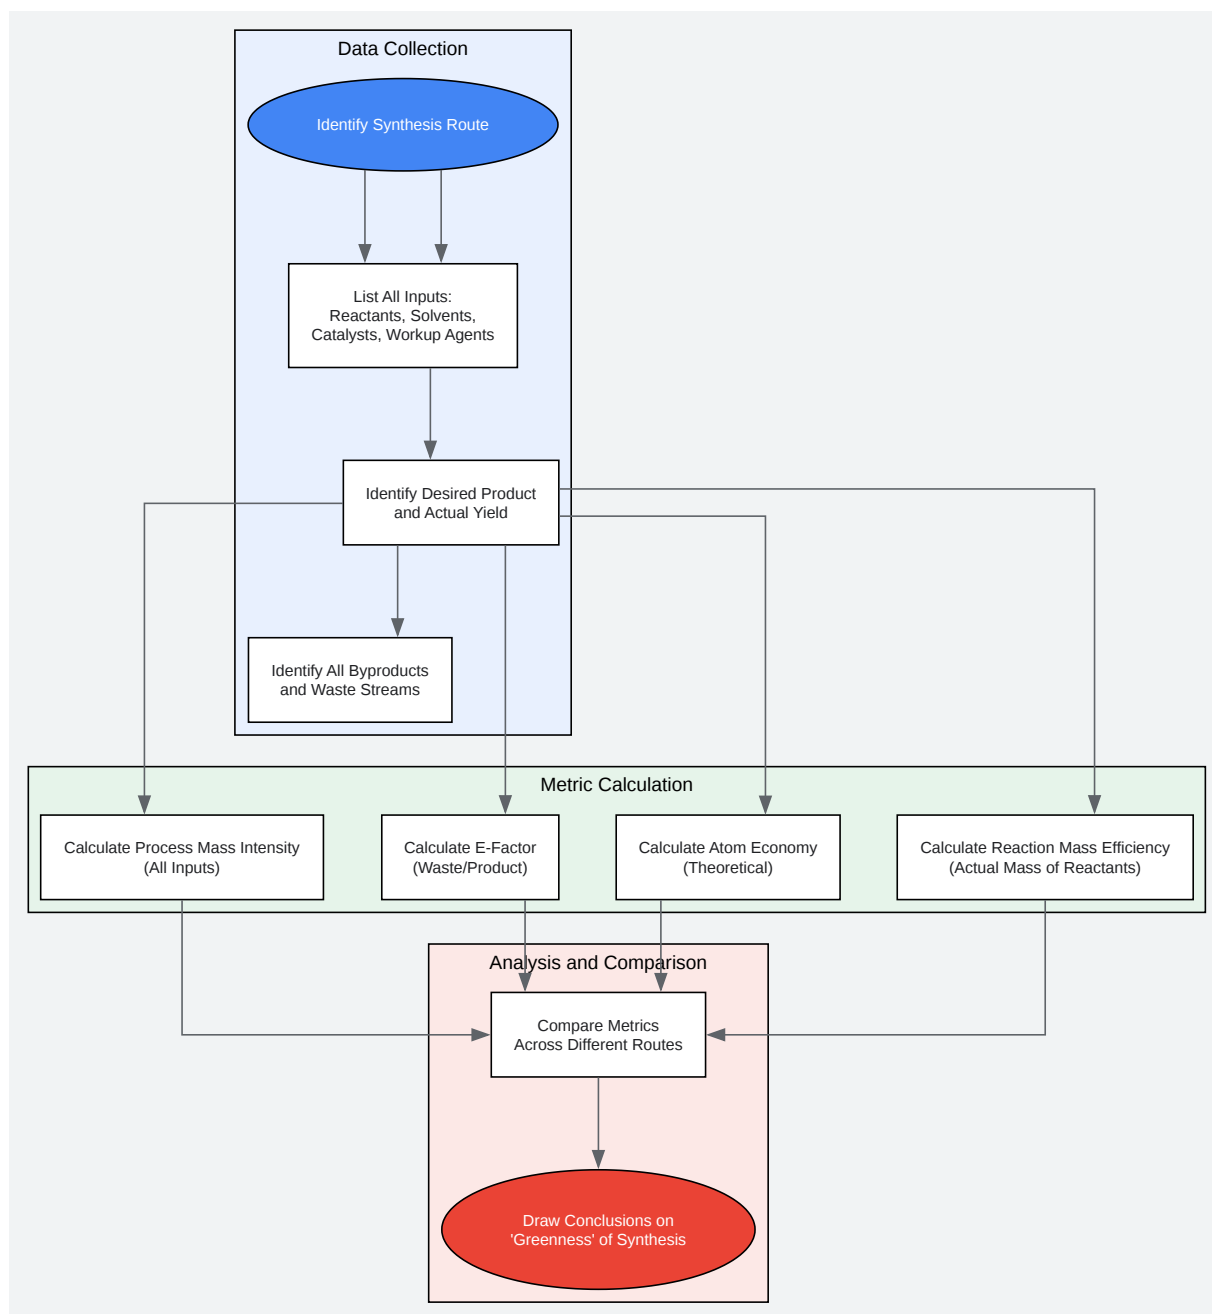 Data Collection
Identify Synthesis Route
List All Inputs:
Reactants, Solvents,
Catalysts, Workup Agents
Identify Desired Product
and Actual Yield
Identify All Byproducts
and Waste Streams
Metric Calculation
Calculate Process Mass Intensity
(All Inputs)
Calculate E-Factor
(Waste/Product)
Calculate Atom Economy
(Theoretical)
Calculate Reaction Mass Efficiency
(Actual Mass of Reactants)
Analysis and Comparison
Compare Metrics
Across Different Routes
Draw Conclusions on
'Greenness' of Synthesis